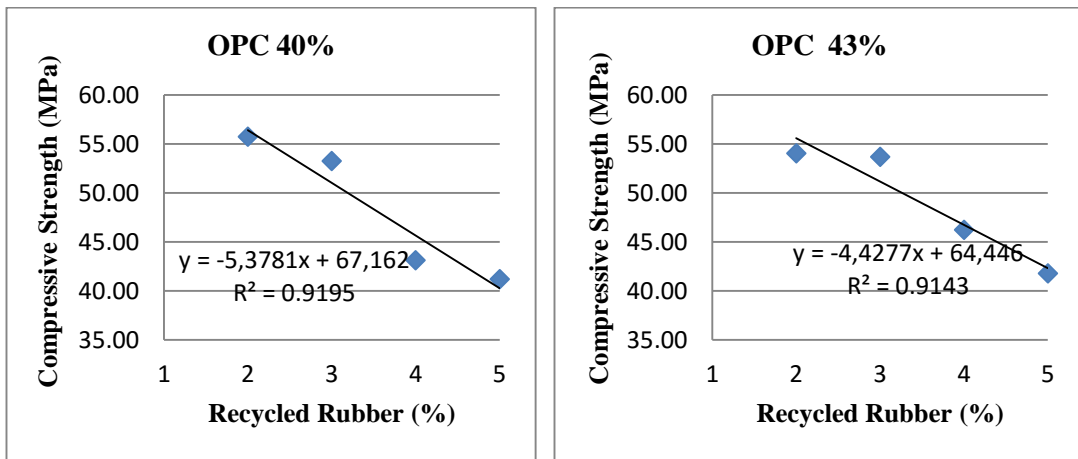 OPC 40%
Compressive Strength (MPa)
60.00
55.00
50.00
45.00
40.00
35.00
y = -5,3781x + 67,162
R² = 0.9195
1 2 3 4 5
Recycled Rubber (%)
OPC 43%
Compressive Strength (MPa)
60.00
55.00
50.00
45.00
40.00
35.00
y = -4,4277x + 64,446
R² = 0.9143
1 2 3 4 5
Recycled Rubber (%)